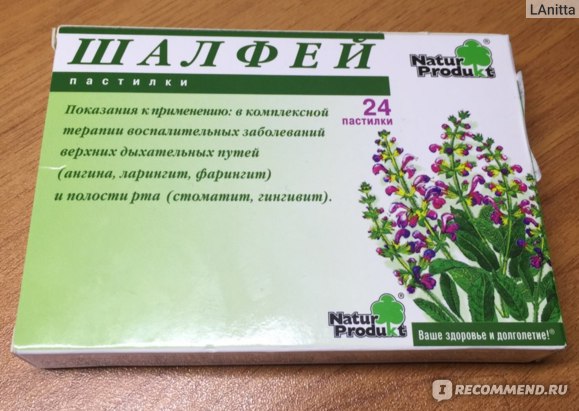 LAnitta
ШАЛФЕЙ
пастилки
Natur
Produkt
®
24
пастилки
Показания к применению: в комплексной
терапии воспалительных заболеваний
верхних дыхательных путей
(ангина, ларингит, фарингит)
и полости рта (стоматит, гингивит).
Natur
Produkt
®
Ваше здоровье и долголетие!®
IRECOMMEND.RU